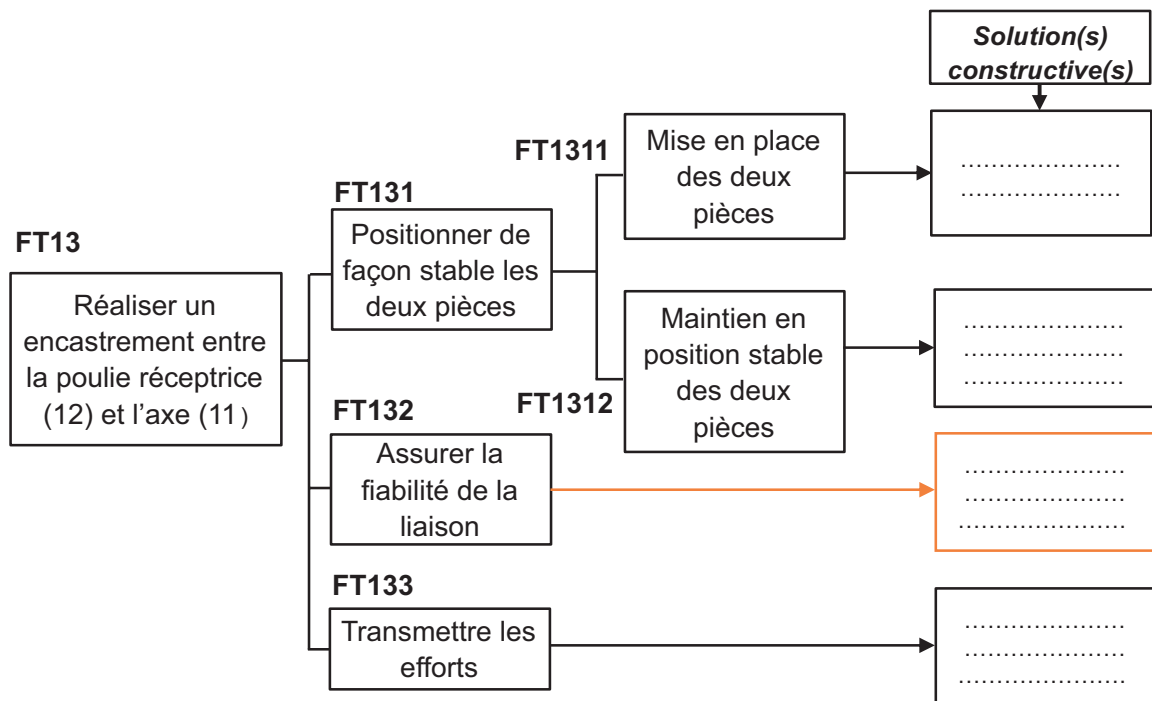 Solution(s)
constructive(s)
FT1311
Mise en place
des deux
pièces
.....................
.....................
FT131
Positionner de
façon stable les
deux pièces
FT13
Réaliser un
encastrement entre
la poulie réceptrice
(12) et l’axe (11)
FT1312
Maintien en
position stable
des deux
pièces
.....................
.....................
.....................
FT132
Assurer la
fiabilité de la
liaison
.....................
.....................
......................
FT133
Transmettre les
efforts
.....................
.....................
......................